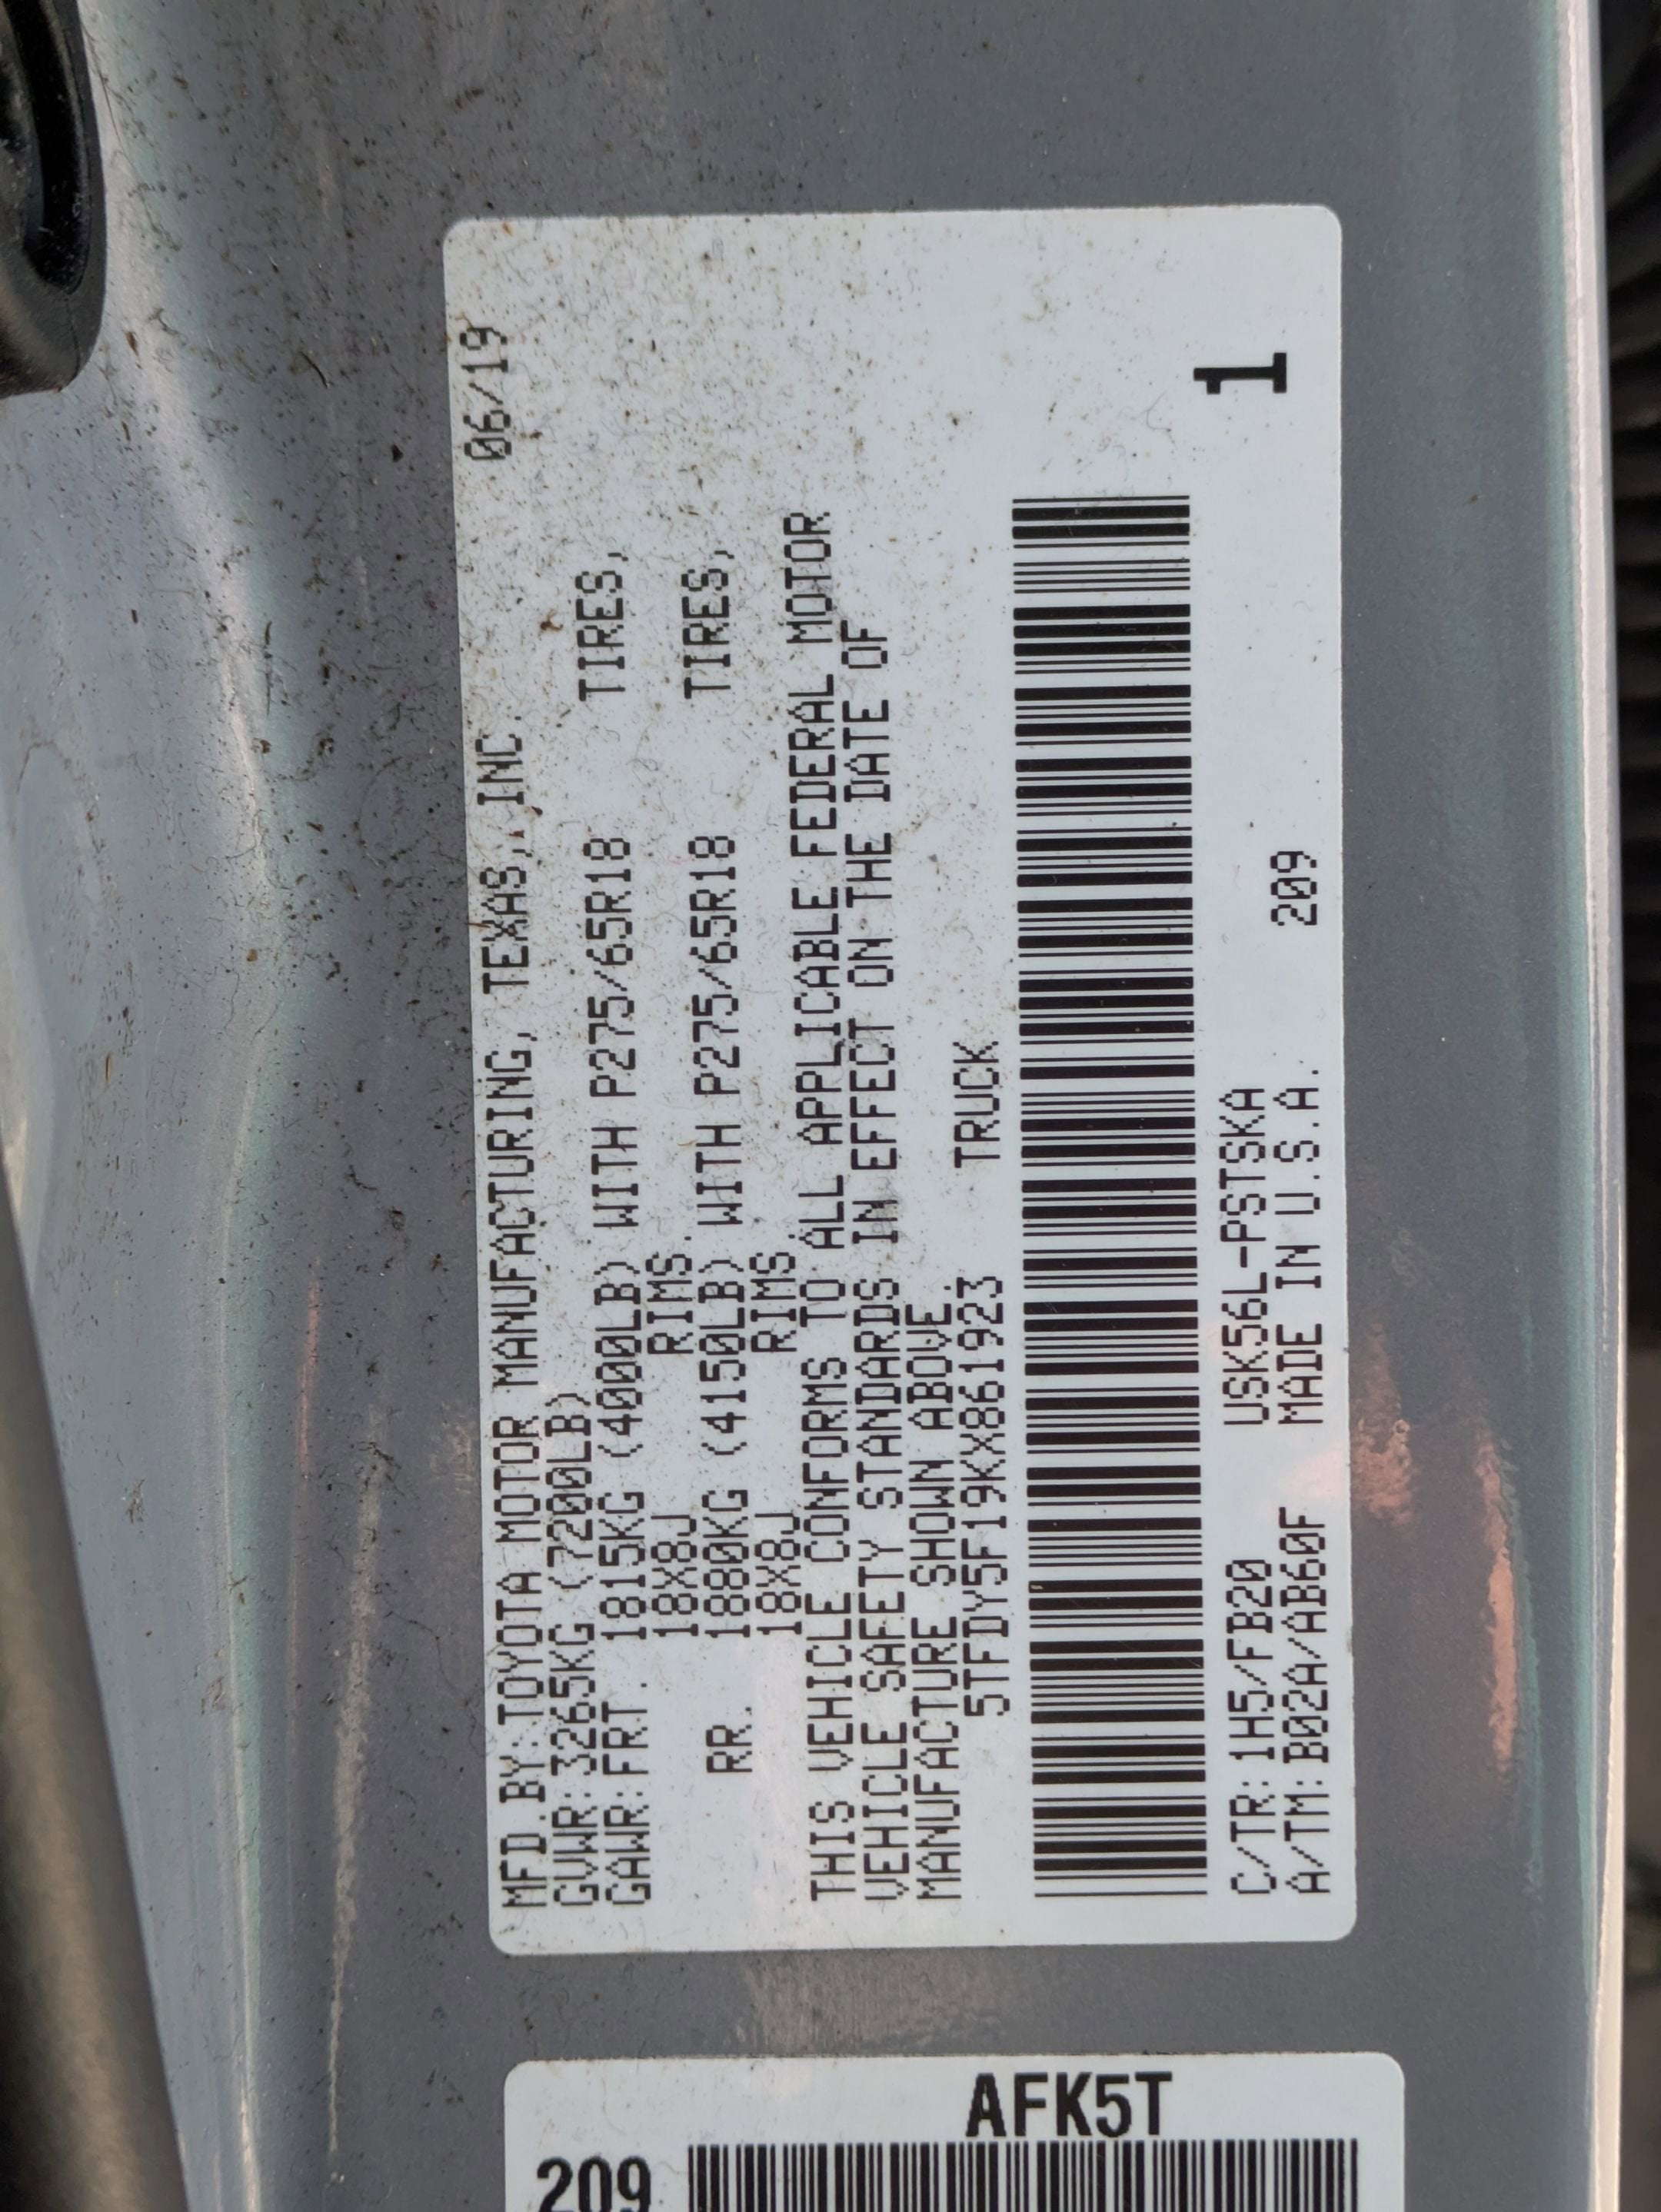 MFD.BY:TOYOTA MOTOR MANUFACTURING, TEXAS, INC. 06/19
GVWR:3265KG (7200LB)
GAWR:FRT. 1815KG (4000LB) WITH P275/65R18 TIRES,
18X8J RIMS.
RR. 1880KG (4150LB) WITH P275/65R18 TIRES,
18X8J RIMS.
THIS VEHICLE CONFORMS TO ALL APPLICABLE FEDERAL MOTOR
VEHICLE SAFETY STANDARDS IN EFFECT ON THE DATE OF
MANUFACTURE SHOWN ABOVE.
5TFDY5F19KX861923 TRUCK
C/TR: 1H5/FB20 USK56L-PSTSKA 1
A/TM: B02A/AB60F MADE IN U.S.A. 209
209
AFK5T